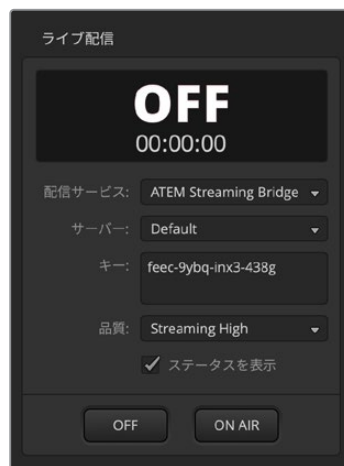 ライブ配信
OFF
00:00:00
配信サービス: ATEM Streaming Bridge
サーバー: Default
キー: feec-9ybq-inx3-438g
品質: Streaming High
ステータスを表示
OFF ON AIR